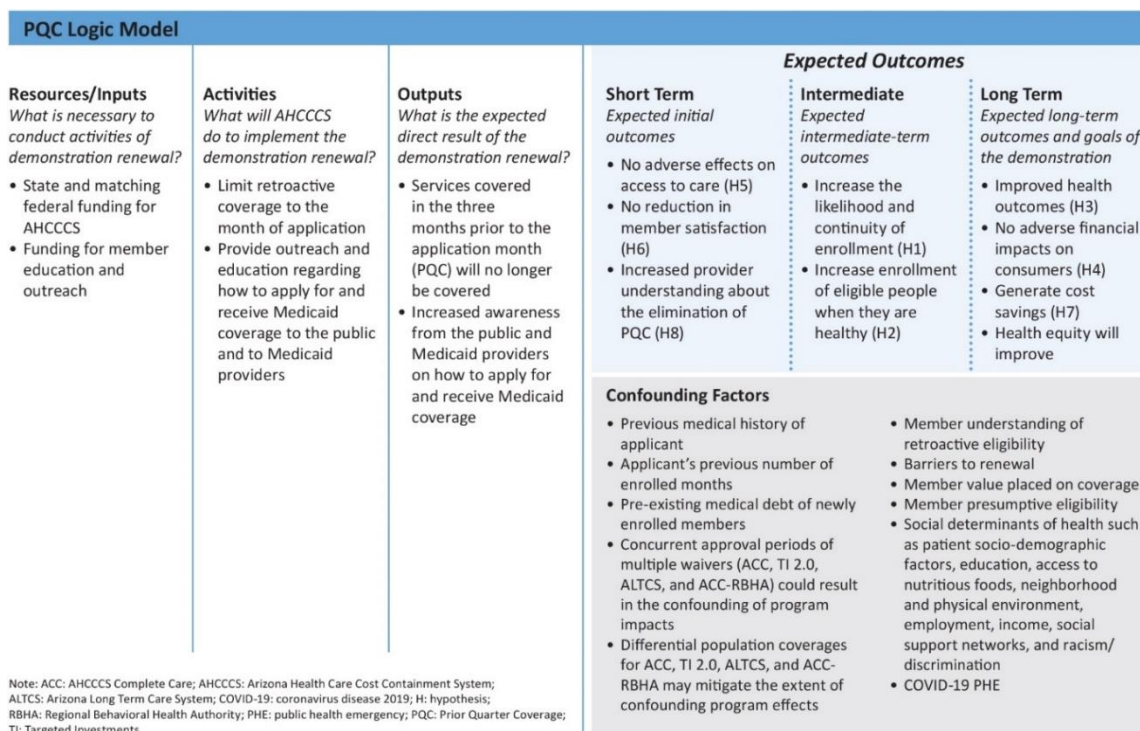 PQC Logic Model
Resources/Inputs
What is necessary to
conduct activities of
demonstration renewal?
• State and matching
federal funding for
AHCCCS
• Funding for member
education and
outreach
Activities
What will AHCCCS
do to implement the
demonstration renewal?
• Limit retroactive
coverage to the
month of application
• Provide outreach and
education regarding
how to apply for and
receive Medicaid
coverage to the public
and to Medicaid
providers
Outputs
What is the expected
direct result of the
demonstration renewal?
• Services covered
in the three
months prior to the
application month
(PQC) will no longer
be covered
• Increased awareness
from the public and
Medicaid providers
on how to apply for
and receive Medicaid
coverage
Expected Outcomes
Short Term
Expected initial
outcomes
• No adverse effects on
access to care (H5)
• No reduction in
member satisfaction
(H6)
• Increased provider
understanding about
the elimination of
PQC (H8)
Intermediate
Expected
intermediate-term
outcomes
• Increase the
likelihood and
continuity of
enrollment (H1)
• Increase enrollment
of eligible people
when they are
healthy (H2)
Long Term
Expected long-term
outcomes and goals of
the demonstration
• Improved health
outcomes (H3)
• No adverse financial
impacts on
consumers (H4)
• Generate cost
savings (H7)
• Health equity will
improve
Confounding Factors
• Previous medical history of
applicant
• Applicant's previous number of
enrolled months
• Pre-existing medical debt of newly
enrolled members
• Concurrent approval periods of
multiple waivers (ACC, TI 2.0,
ALTCS, and ACC-RBHA) could result
in the confounding of program
impacts
• Differential population coverages
for ACC, TI 2.0, ALTCS, and ACC-
RBHA may mitigate the extent of
confounding program effects
• Member understanding of
retroactive eligibility
• Barriers to renewal
• Member value placed on coverage
• Member presumptive eligibility
• Social determinants of health such
as patient socio-demographic
factors, education, access to
nutritious foods, neighborhood
and physical environment,
employment, income, social
support networks, and racism/
discrimination
• COVID-19 PHE
Note: ACC: AHCCCS Complete Care; AHCCCS: Arizona Health Care Cost Containment System;
ALTCS: Arizona Long Term Care System; COVID-19: coronavirus disease 2019; H: hypothesis;
RBHA: Regional Behavioral Health Authority; PHE: public health emergency; PQC: Prior Quarter Coverage;
TI: Targeted Investments